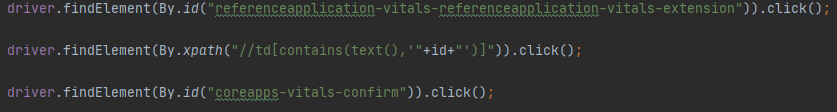 driver.findElement(By.id("referenceapplication-vitals-referenceapplication-vitals-extension")).click();
driver.findElement(By.xpath("//td[contains(text(),'"+id+"')]")).click();
driver.findElement(By.id("coreapps-vitals-confirm")).click();